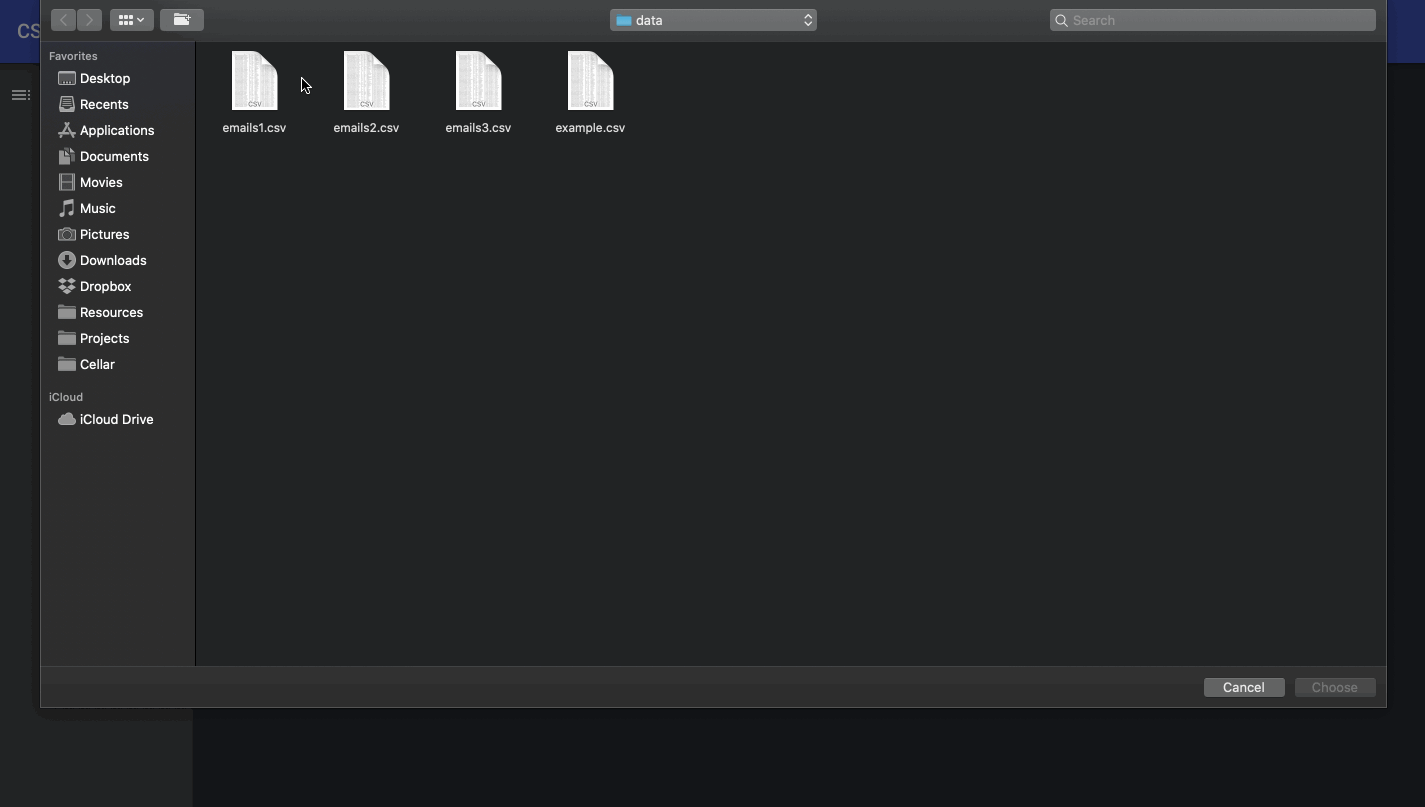 CS
data
Search
Favorites
Desktop
Recents
Applications
Documents
Movies
Music
Pictures
Downloads
Dropbox
Resources
Projects
Cellar
iCloud
iCloud Drive
CSV
CSV
CSV
CSV
emails1.csv
emails2.csv
emails3.csv
example.csv
Cancel
Choose